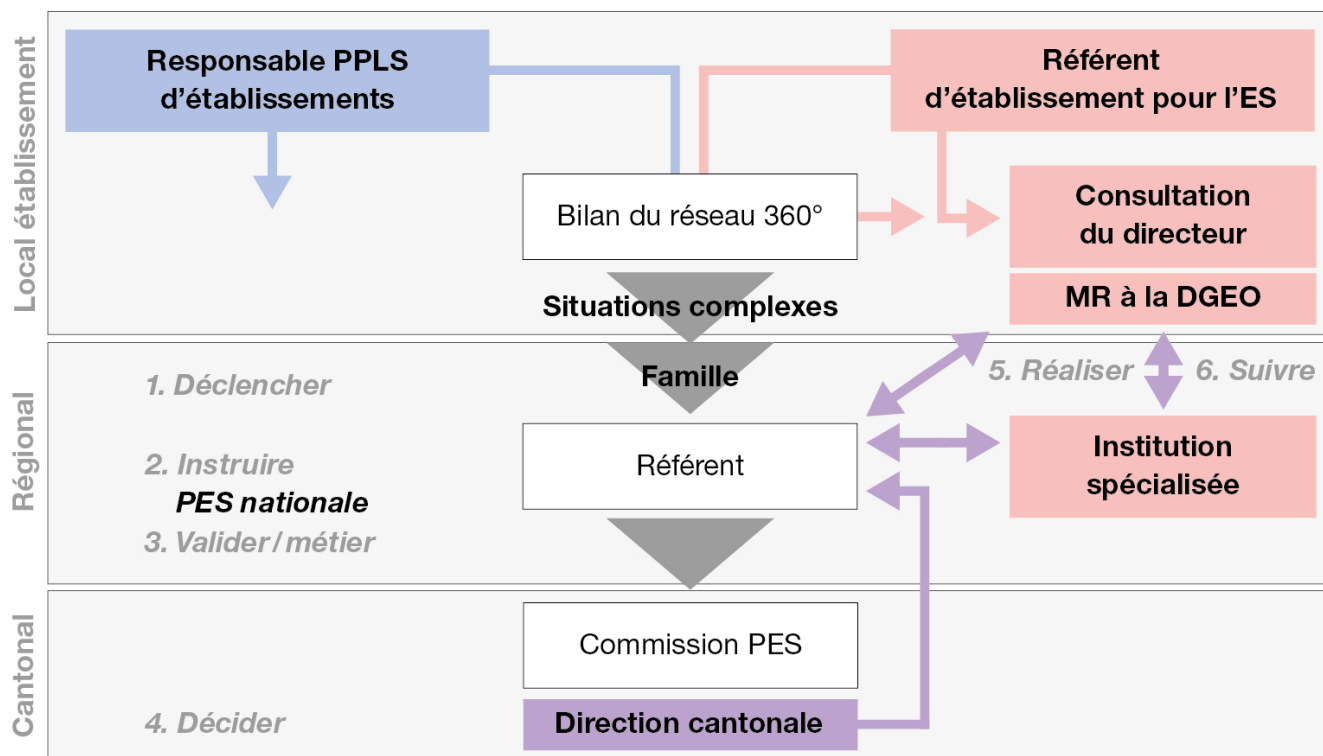 Local établissement
Responsable PPLS
d'établissements
Référent
d'établissement pour l'ES
Bilan du réseau 360°
Consultation
du directeur
MR à la DGEO
Situations complexes
Régional
Famille
1. Déclencher
2. Instruire
PES nationale
3. Valider / métier
Référent
5. Réaliser
6. Suivre
Institution
spécialisée
Cantonal
Commission PES
4. Décider
Direction cantonale